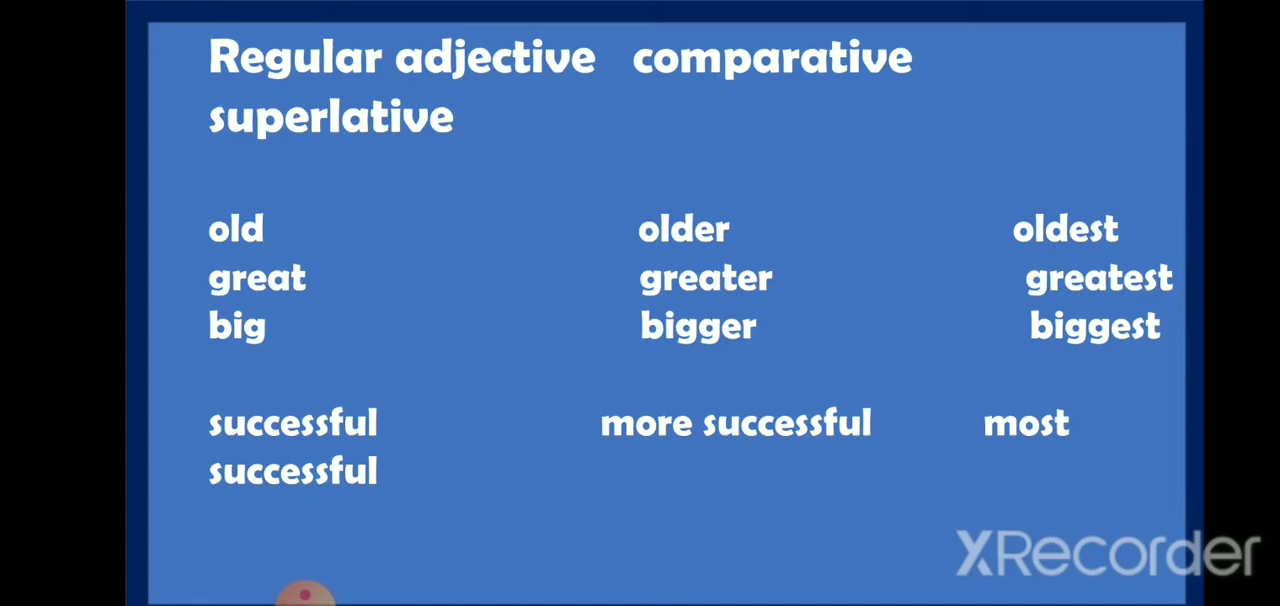 Regular adjective comparative
superlative
old older oldest
great greater greatest
big bigger biggest
successful more successful most
successful
XRecorder